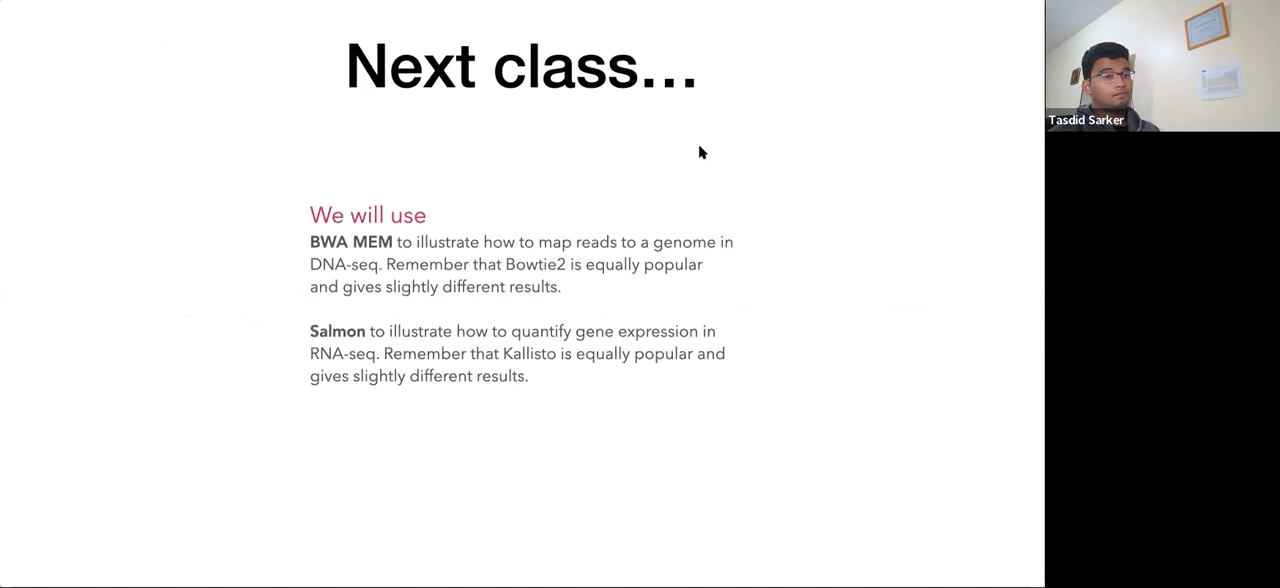 Next class...
We will use
BWA MEM to illustrate how to map reads to a genome in
DNA-seq. Remember that Bowtie2 is equally popular
and gives slightly different results.
Salmon to illustrate how to quantify gene expression in
RNA-seq. Remember that Kallisto is equally popular and
gives slightly different results.
Tasdid Sarker